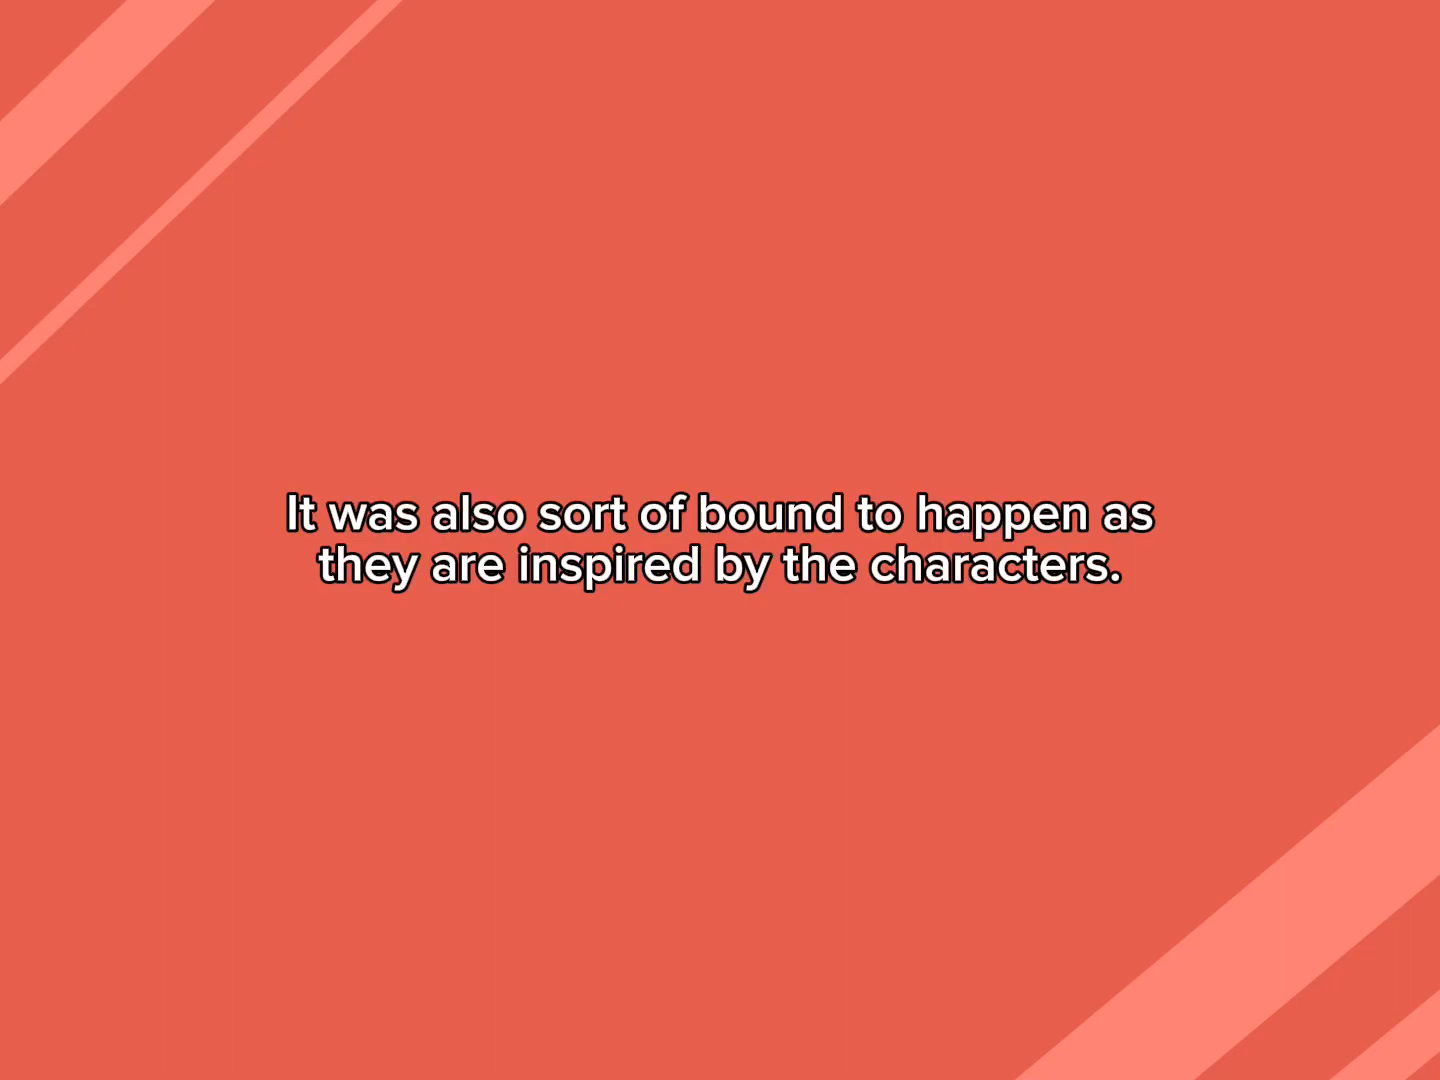 It was also sort of bound to happen as
they are inspired by the characters.